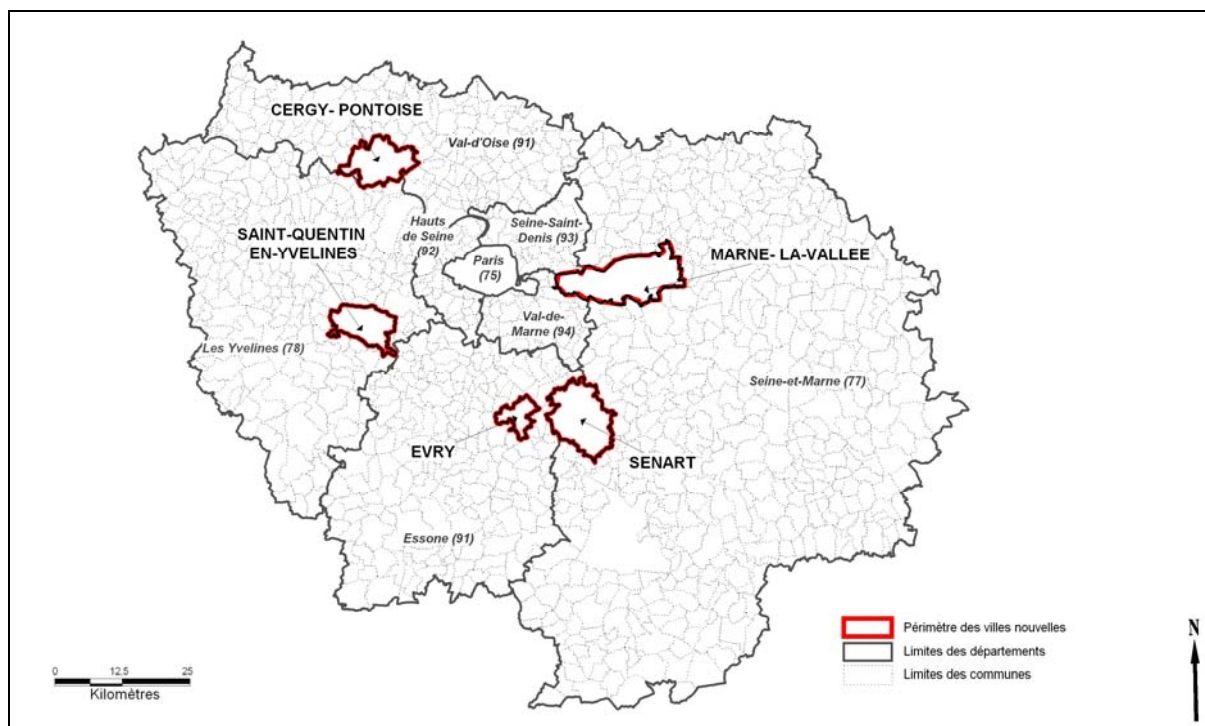 CERGY- PONTOISE
Val-d'Oise (91)
SAINT-QUENTIN
EN-YVELINES
Hauts
de Seine
(92)
Seine-Saint-
Denis (93)
Paris
(75)
MARNE- LA-VALLEE
Val-de-
Marne (94)
Les Yvelines (78)
Seine-et-Marne (77)
EVRY
SENART
Essone (91)
Périmètre des villes nouvelles
Limites des départements
Limites des communes
N
0 12.5 25
Kilomètres